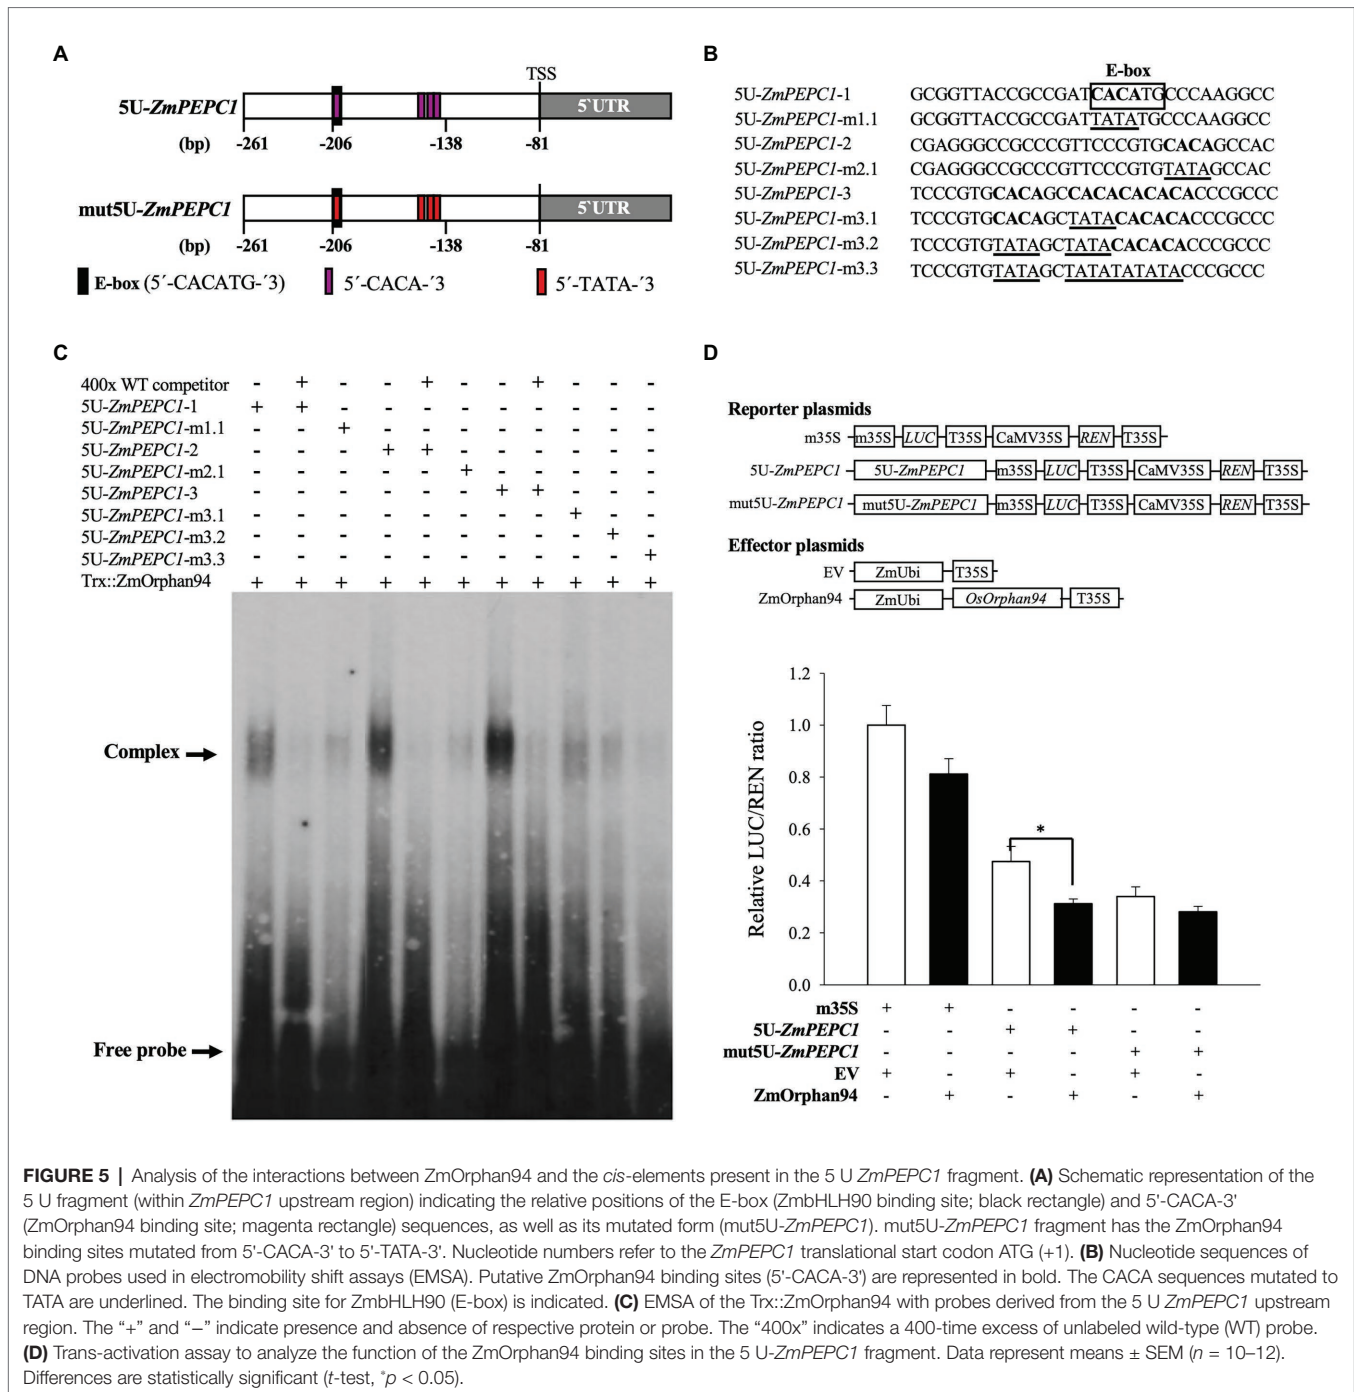 A
TSS
5U-ZmPEPC1
5`UTR
(bp)
-261
-206
-138
-81
mut5U-ZmPEPC1
5`UTR
(bp)
-261
-206
-138
-81
E-box (5´-CACATG-´3)
5´-CACA-´3
5´-TATA-´3
B
E-box
5U-ZmPEPC1-1 GCGGTTACCGCCGATCACATGCCCAAGGCC
5U-ZmPEPC1-m1.1 GCGGTTACCGCCGATTATATGCCCAAGGCC
5U-ZmPEPC1-2 CGAGGGCCGCCCGTTCCCGTGCACAGCCAC
5U-ZmPEPC1-m2.1 CGAGGGCCGCCCGTTCCCGTGTATAGCCAC
5U-ZmPEPC1-3 TCCCGTGCACAGCCACACACACACCCGCCC
5U-ZmPEPC1-m3.1 TCCCGTGCACAGCTATACACACACCCGCCC
5U-ZmPEPC1-m3.2 TCCCGTGTATAGCTATACACACACCCGCCC
5U-ZmPEPC1-m3.3 TCCCGTGTATAGCTATATATATACCCGCCC
C
400x WT competitor - + - - + - - + - - -
5U-ZmPEPC1-1 + + - - - - - - - - -
5U-ZmPEPC1-m1.1 - - + - - - - - - - -
5U-ZmPEPC1-2 - - - + + - - - - - -
5U-ZmPEPC1-m2.1 - - - - - + - - - - -
5U-ZmPEPC1-3 - - - - - - + + - - -
5U-ZmPEPC1-m3.1 - - - - - - - - + - -
5U-ZmPEPC1-m3.2 - - - - - - - - - + -
5U-ZmPEPC1-m3.3 - - - - - - - - - - +
Trx::ZmOrphan94 + + + + + + + + + + +
Complex
Free probe
D
Reporter plasmids
m35S m35S LUC T35S CaMV35S REN T35S
5U-ZmPEPC1 5U-ZmPEPC1 m35S LUC T35S CaMV35S REN T35S
mut5U-ZmPEPC1 mut5U-ZmPEPC1 m35S LUC T35S CaMV35S REN T35S
Effector plasmids
EV ZmUbi T35S
ZmOrphan94 ZmUbi OsOrphan94 T35S
Relative LUC/REN ratio
1.2
1.0
0.8
0.6
0.4
0.2
0.0
*
m35S + + - - - -
5U-ZmPEPC1 - - + + - -
mut5U-ZmPEPC1 - - - - + +
EV + - + - + -
ZmOrphan94 - + - + - +
FIGURE 5 | Analysis of the interactions between ZmOrphan94 and the cis-elements present in the 5 U ZmPEPC1 fragment. (A) Schematic representation of the
5 U fragment (within ZmPEPC1 upstream region) indicating the relative positions of the E-box (ZmbHLH90 binding site; black rectangle) and 5'-CACA-3'
(ZmOrphan94 binding site; magenta rectangle) sequences, as well as its mutated form (mut5U-ZmPEPC1). mut5U-ZmPEPC1 fragment has the ZmOrphan94
binding sites mutated from 5'-CACA-3' to 5'-TATA-3'. Nucleotide numbers refer to the ZmPEPC1 translational start codon ATG (+1). (B) Nucleotide sequences of
DNA probes used in electromobility shift assays (EMSA). Putative ZmOrphan94 binding sites (5'-CACA-3') are represented in bold. The CACA sequences mutated to
TATA are underlined. The binding site for ZmbHLH90 (E-box) is indicated. (C) EMSA of the Trx::ZmOrphan94 with probes derived from the 5 U ZmPEPC1 upstream
region. The “+” and “−” indicate presence and absence of respective protein or probe. The “400x” indicates a 400-time excess of unlabeled wild-type (WT) probe.
(D) Trans-activation assay to analyze the function of the ZmOrphan94 binding sites in the 5 U-ZmPEPC1 fragment. Data represent means ± SEM (n = 10–12).
Differences are statistically significant (t-test, *p < 0.05).